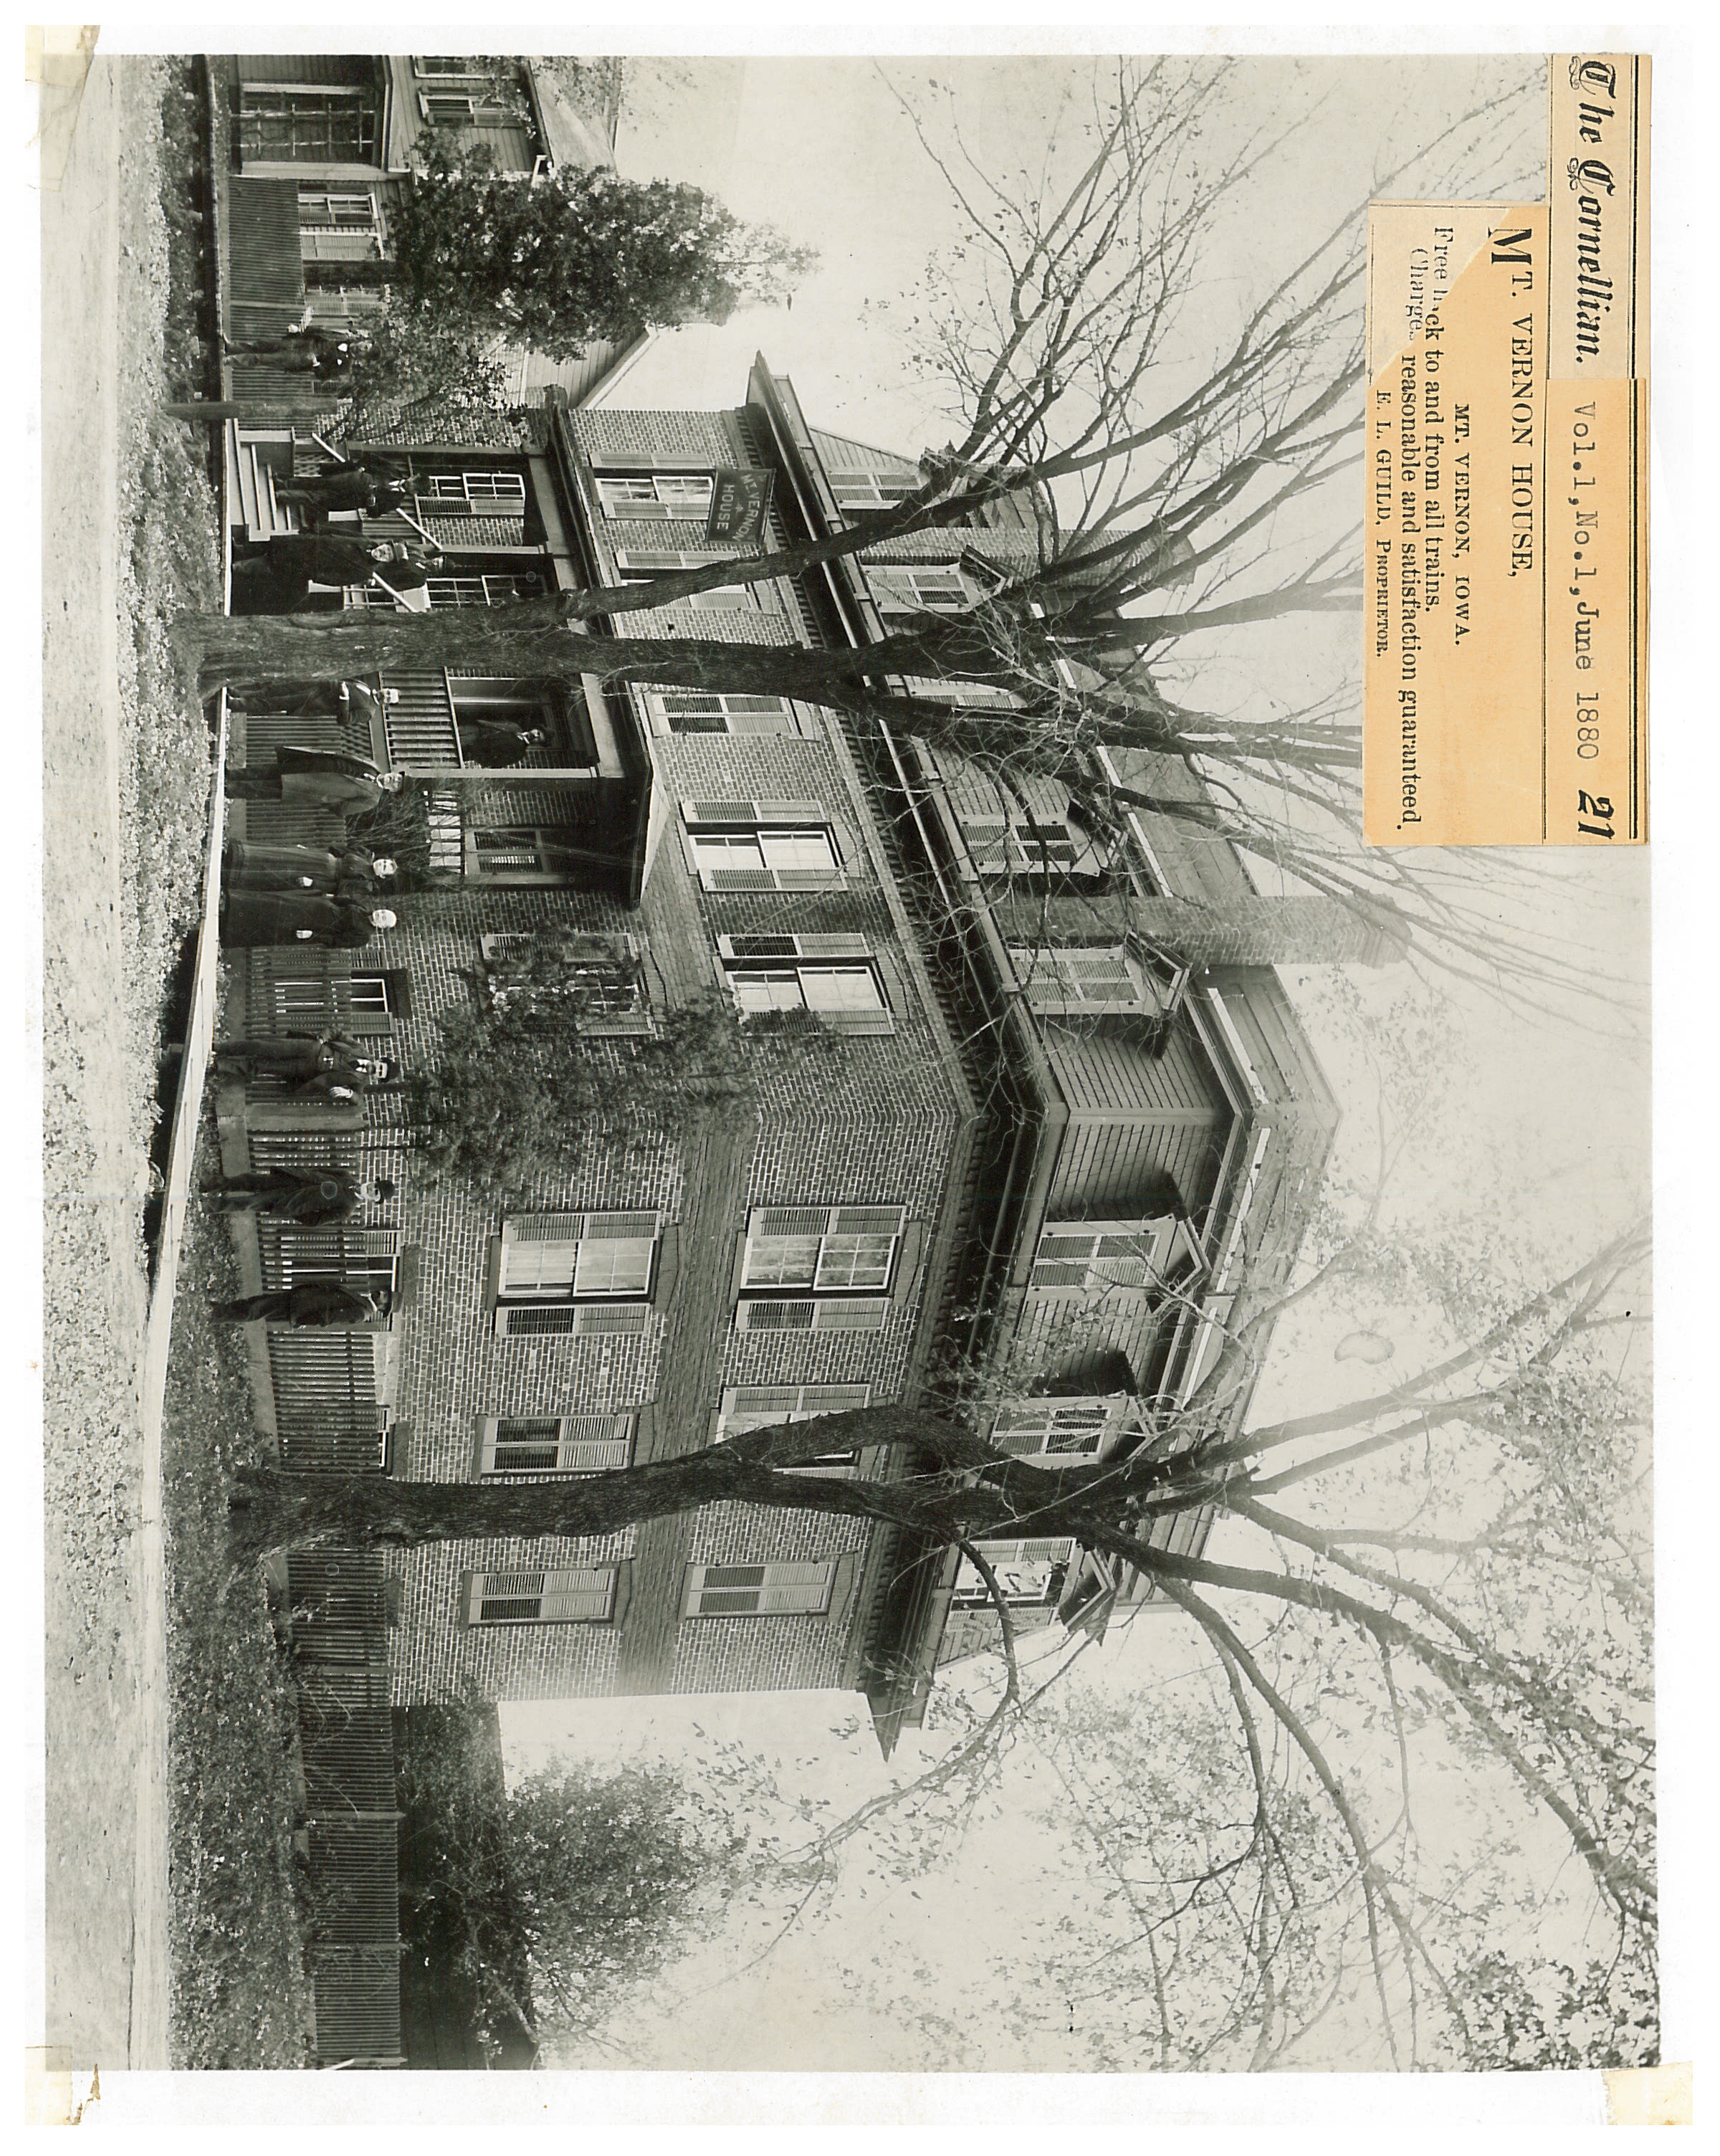 The Cornellian. Vol.1,No.1,June 1880 21
MT. VERNON HOUSE,
MT. VERNON, IOWA.
Free hack to and from all trains.
Charges reasonable and satisfaction guaranteed.
E. L. GUILD, PROPRIETOR.
MT. VERNON
HOUSE